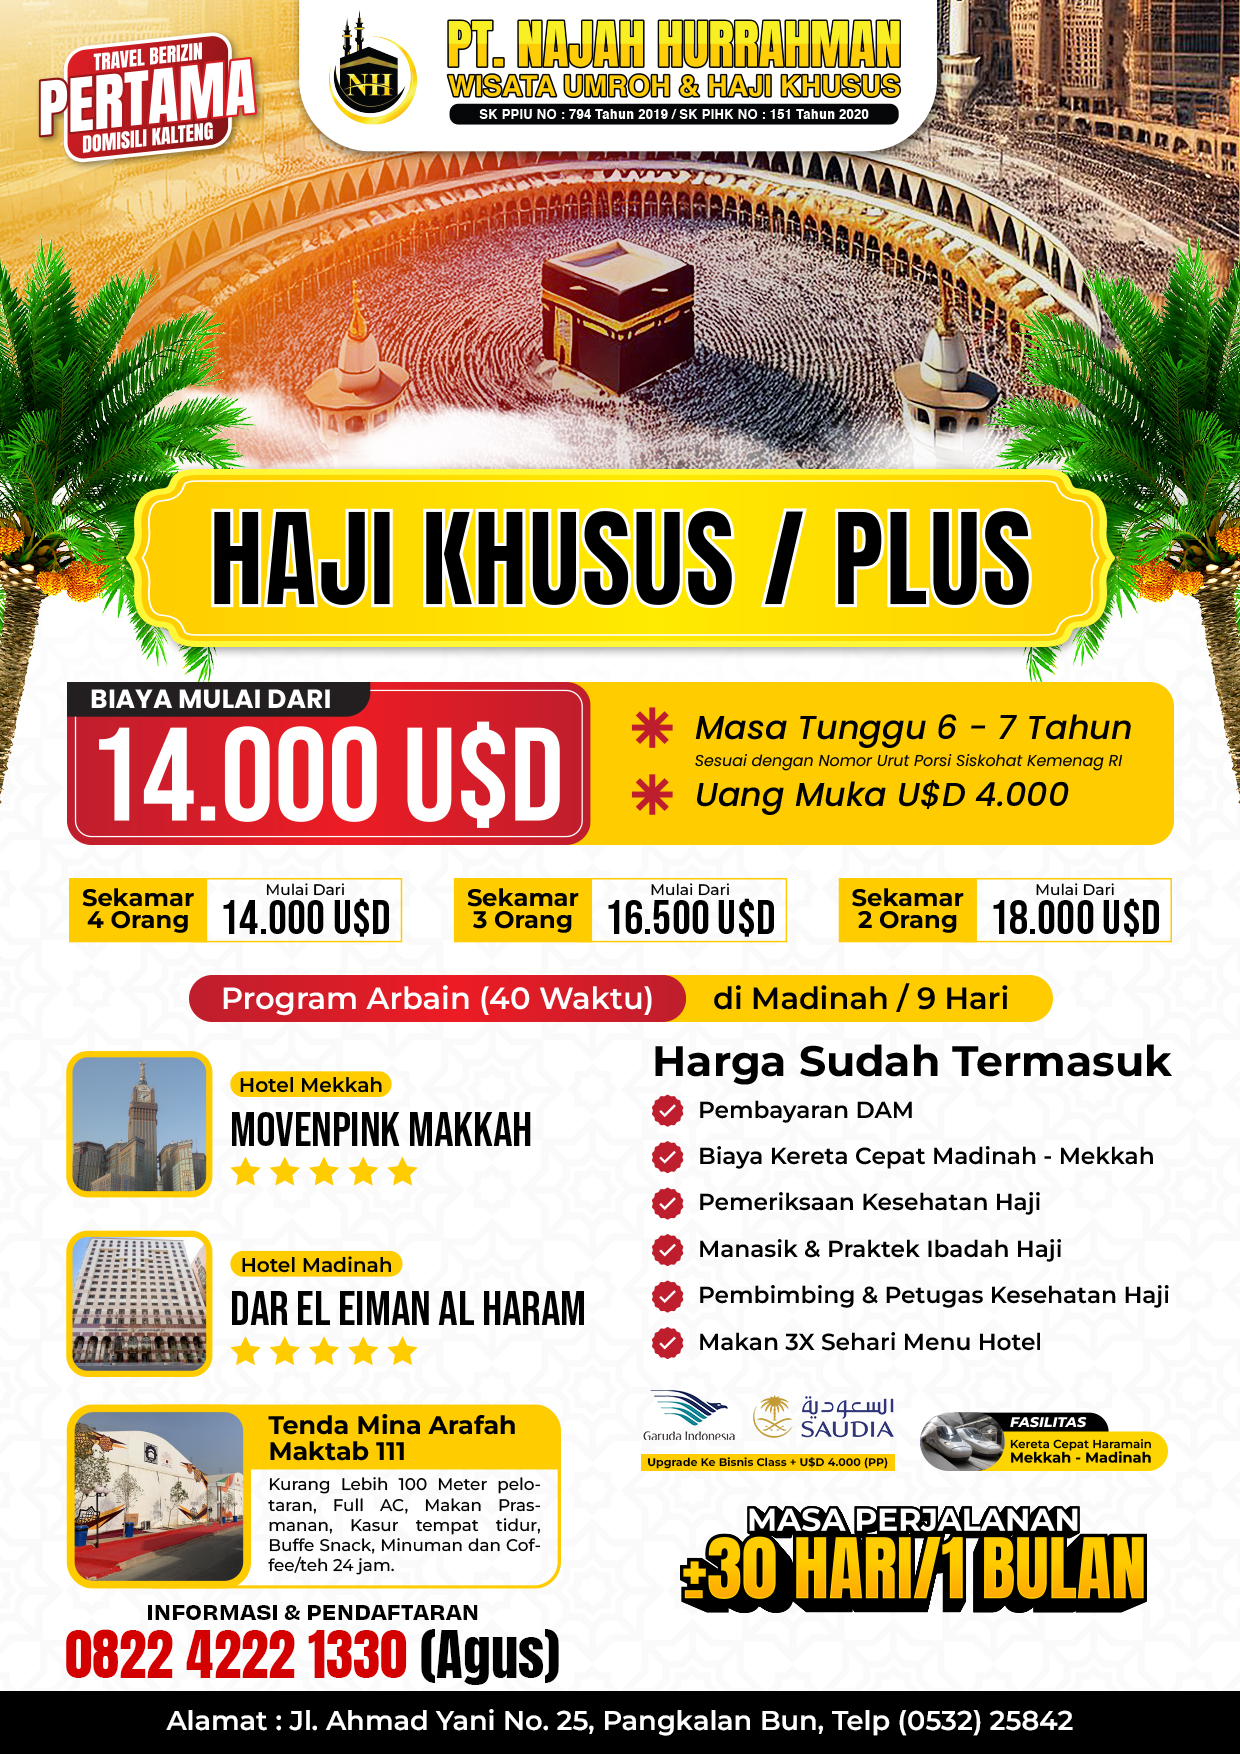 TRAVEL BERIZIN
PERTAMA
DOMISILI KALTENG
NH
PT. NAJAH HURRAHMAN
WISATA UMROH & HAJI KHUSUS
SK PPIU NO : 794 Tahun 2019 / SK PIHK NO : 151 Tahun 2020
HAJI KHUSUS / PLUS
BIAYA MULAI DARI
14.000 U$D
Masa Tunggu 6 - 7 Tahun
Sesuai dengan Nomor Urut Porsi Siskohat Kemenag RI
Uang Muka U$D 4.000
Sekamar
4 Orang
Mulai Dari
14.000 U$D
Sekamar
3 Orang
Mulai Dari
16.500 U$D
Sekamar
2 Orang
Mulai Dari
18.000 U$D
Program Arbain (40 Waktu) di Madinah / 9 Hari
Hotel Mekkah
MOVENPINK MAKKAH
Hotel Madinah
DAR EL EIMAN AL HARAM
Tenda Mina Arafah
Maktab 111
Kurang Lebih 100 Meter pelo-
taran, Full AC, Makan Pras-
manan, Kasur tempat tidur,
Buffe Snack, Minuman dan Cof-
fee/teh 24 jam.
Harga Sudah Termasuk
Pembayaran DAM
Biaya Kereta Cepat Madinah - Mekkah
Pemeriksaan Kesehatan Haji
Manasik & Praktek Ibadah Haji
Pembimbing & Petugas Kesehatan Haji
Makan 3X Sehari Menu Hotel
Garuda Indonesia
السعودية
SAUDIA
Upgrade Ke Bisnis Class + U$D 4.000 (PP)
FASILITAS
Kereta Cepat Haramain
Mekkah - Madinah
MASA PERJALANAN
±30 HARI/1 BULAN
INFORMASI & PENDAFTARAN
0822 4222 1330 (Agus)
Alamat : Jl. Ahmad Yani No. 25, Pangkalan Bun, Telp (0532) 25842